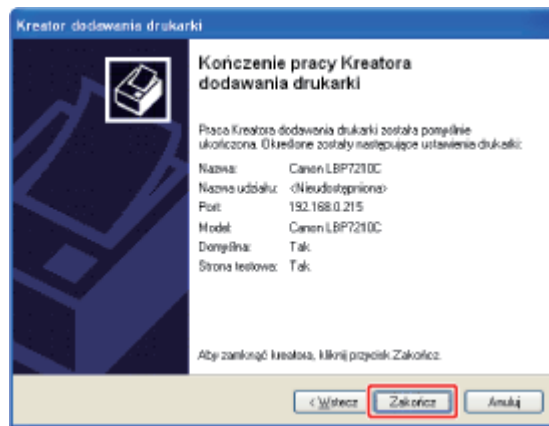 Kreator dodawania drukarki
Kończenie pracy Kreatora
dodawania drukarki
Praca Kreatora dodawania drukarki została pomyślnie
ukończona. Określone zostały następujące ustawienia drukarki:
Nazwa: Canon LBP7210C
Nazwa udziału: <Nieudostępniona>
Port: 192.168.0.215
Model: Canon LBP7210C
Domyślna: Tak
Strona testowa: Tak
Aby zamknąć kreatora, kliknij przycisk Zakończ.
< Wstecz Zakończ Anuluj